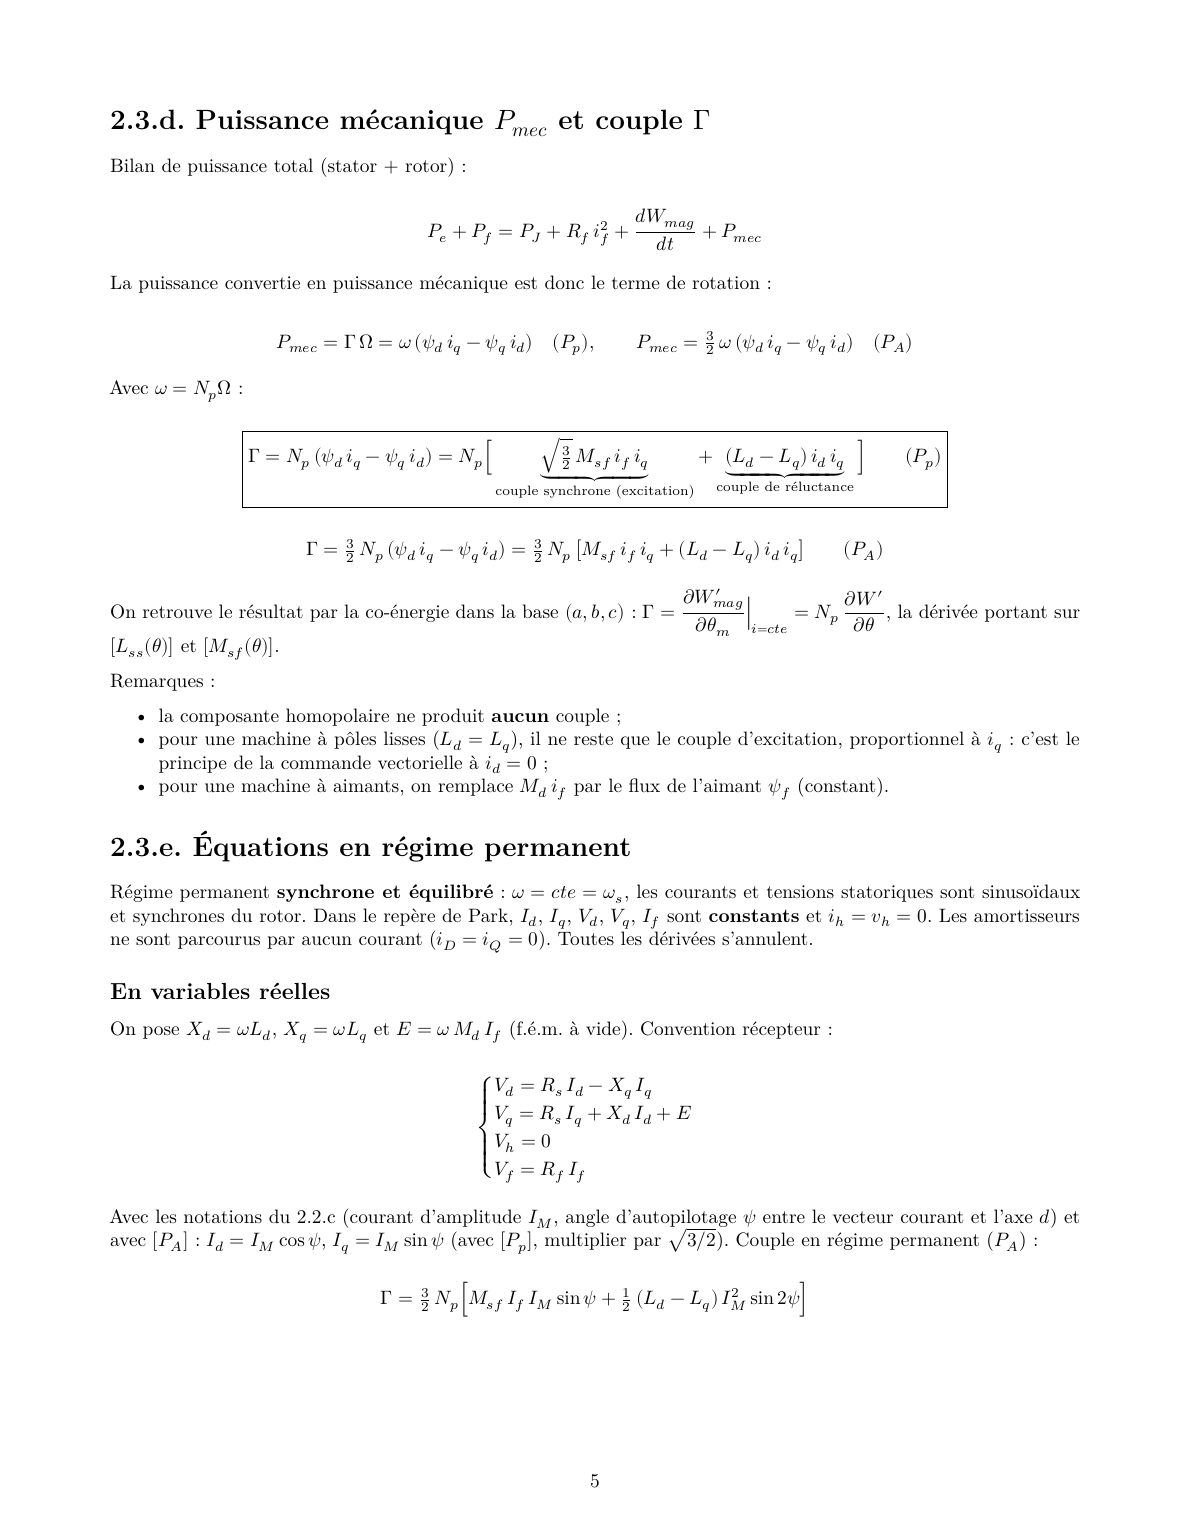 2.3.d. Puissance mécanique P_mec et couple Γ
Bilan de puissance total (stator + rotor) :
P_e + P_f = P_J + R_f i_f^2 + dW_mag/dt + P_mec
La puissance convertie en puissance mécanique est donc le terme de rotation :
P_mec = Γ Ω = ω (ψ_d i_q − ψ_q i_d) (P_p), P_mec = 3/2 ω (ψ_d i_q − ψ_q i_d) (P_A)
Avec ω = N_p Ω :
Γ = N_p (ψ_d i_q − ψ_q i_d) = N_p [ √(3/2) M_sf i_f i_q + (L_d − L_q) i_d i_q ] (P_p)
couple synchrone (excitation) couple de réluctance
Γ = 3/2 N_p (ψ_d i_q − ψ_q i_d) = 3/2 N_p [M_sf i_f i_q + (L_d − L_q) i_d i_q] (P_A)
On retrouve le résultat par la co-énergie dans la base (a, b, c) : Γ = ∂W′_mag/∂θ_m |_i=cte = N_p ∂W′/∂θ, la dérivée portant sur
[L_ss(θ)] et [M_sf(θ)].
Remarques :
• la composante homopolaire ne produit aucun couple ;
• pour une machine à pôles lisses (L_d = L_q), il ne reste que le couple d'excitation, proportionnel à i_q : c'est le
principe de la commande vectorielle à i_d = 0 ;
• pour une machine à aimants, on remplace M_d i_f par le flux de l'aimant ψ_f (constant).
2.3.e. Équations en régime permanent
Régime permanent synchrone et équilibré : ω = cte = ω_s, les courants et tensions statoriques sont sinusoïdaux
et synchrones du rotor. Dans le repère de Park, I_d, I_q, V_d, V_q, I_f sont constants et i_h = v_h = 0. Les amortisseurs
ne sont parcourus par aucun courant (i_D = i_Q = 0). Toutes les dérivées s'annulent.
En variables réelles
On pose X_d = ωL_d, X_q = ωL_q et E = ω M_d I_f (f.é.m. à vide). Convention récepteur :
V_d = R_s I_d − X_q I_q
V_q = R_s I_q + X_d I_d + E
V_h = 0
V_f = R_f I_f
Avec les notations du 2.2.c (courant d'amplitude I_M, angle d'autopilotage ψ entre le vecteur courant et l'axe d) et
avec [P_A] : I_d = I_M cos ψ, I_q = I_M sin ψ (avec [P_p], multiplier par √(3/2)). Couple en régime permanent (P_A) :
Γ = 3/2 N_p [M_sf I_f I_M sin ψ + 1/2 (L_d − L_q) I_M^2 sin 2ψ]
5